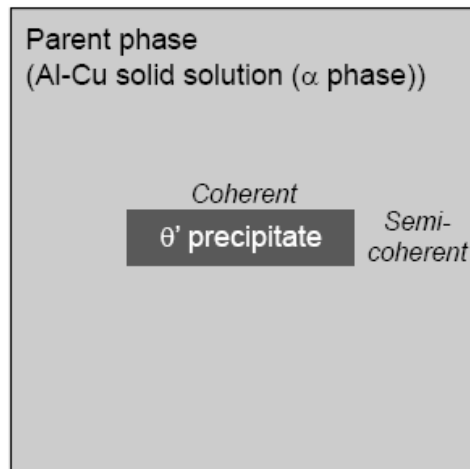 Parent phase
(Al-Cu solid solution (α phase))
Coherent
θ' precipitate
Semi-
coherent